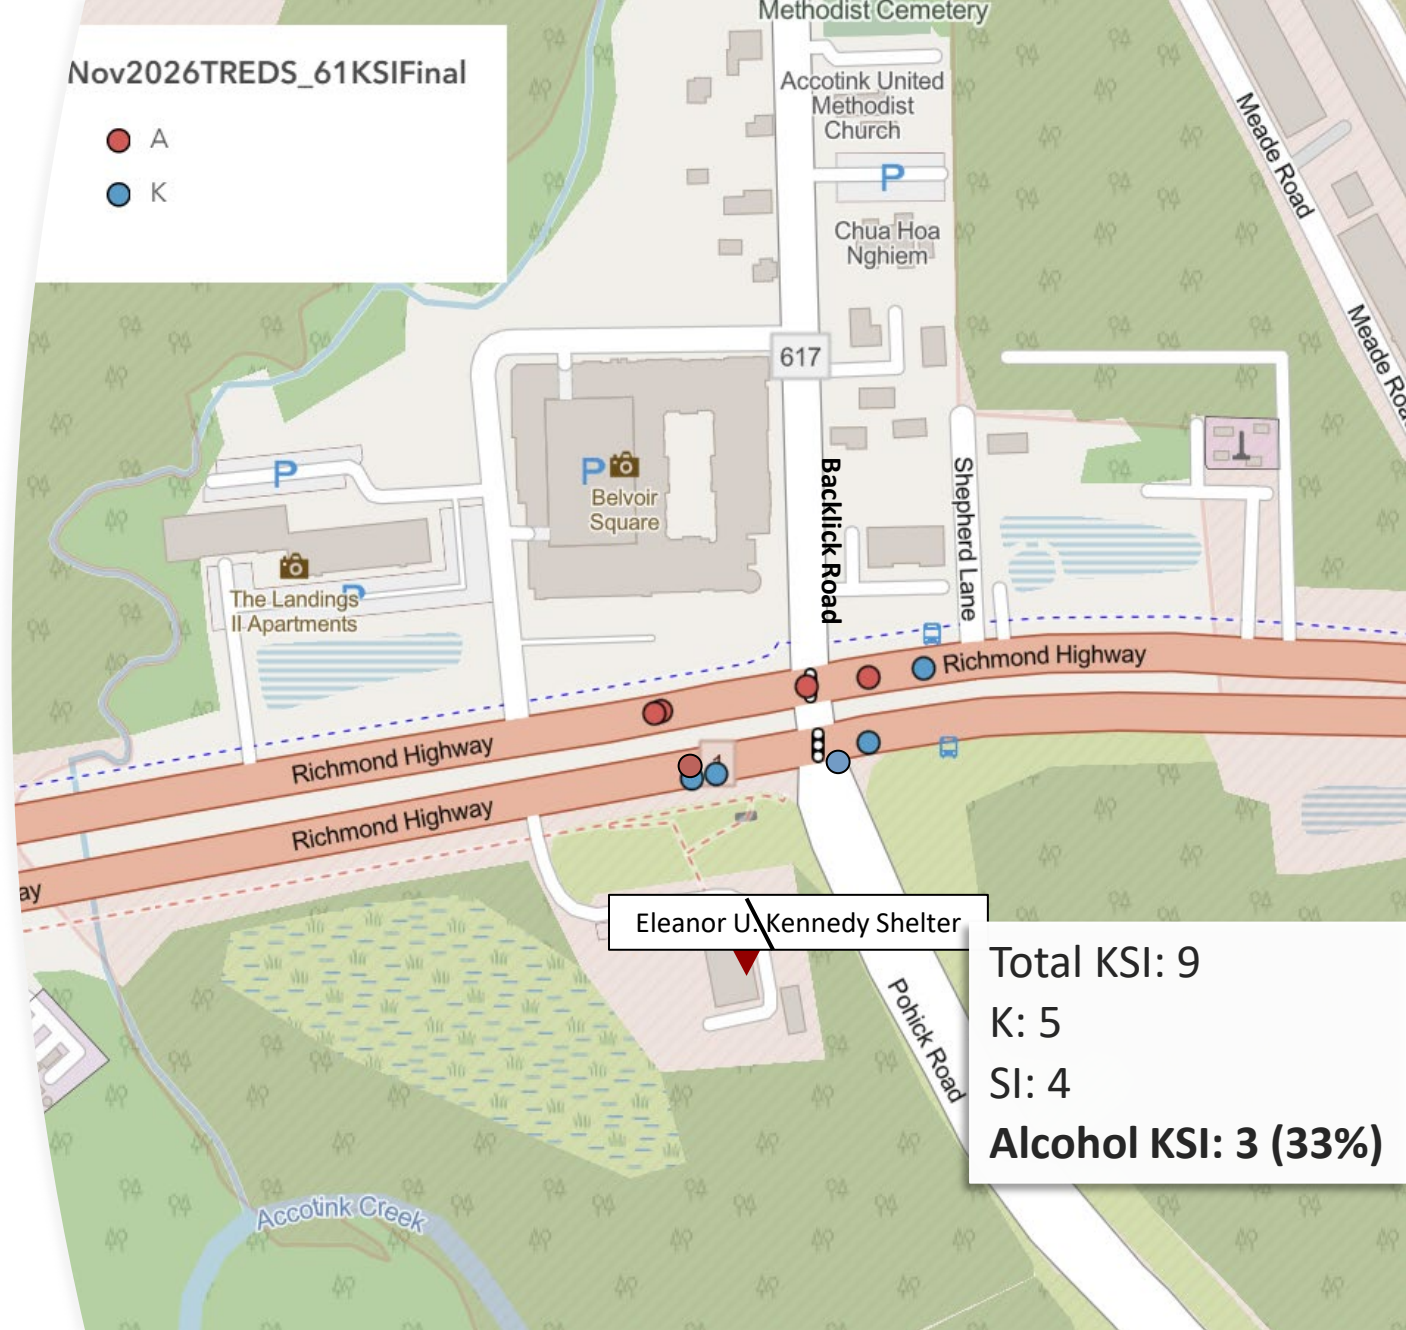 Methodist Cemetery
Nov2026TREDS_61KSIFinal
A
K
Accotink United
Methodist
Church
P
Chua Hoa
Nghiem
Meade Road
Meade Roa
617
P
P
Belvoir
Square
Backlick Road
Shepherd Lane
The Landings
II Apartments
P
Richmond Highway
Richmond Highway
Richmond Highway
1
ay
Eleanor U. Kennedy Shelter
Pohick Road
Total KSI: 9
K: 5
SI: 4
Alcohol KSI: 3 (33%)
Accotink Creek